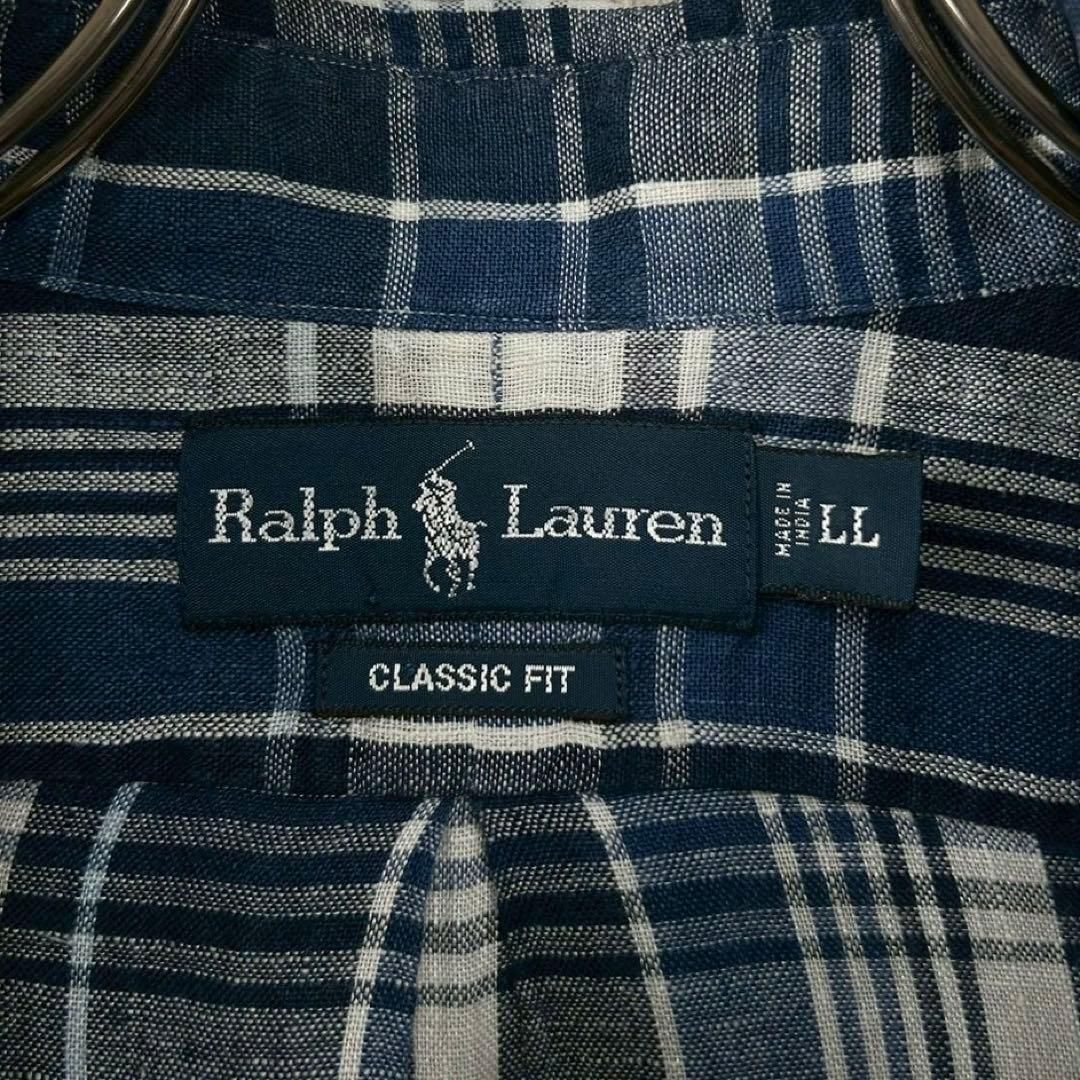 Ralph Lauren
MADE IN
INDIA
LL
CLASSIC FIT